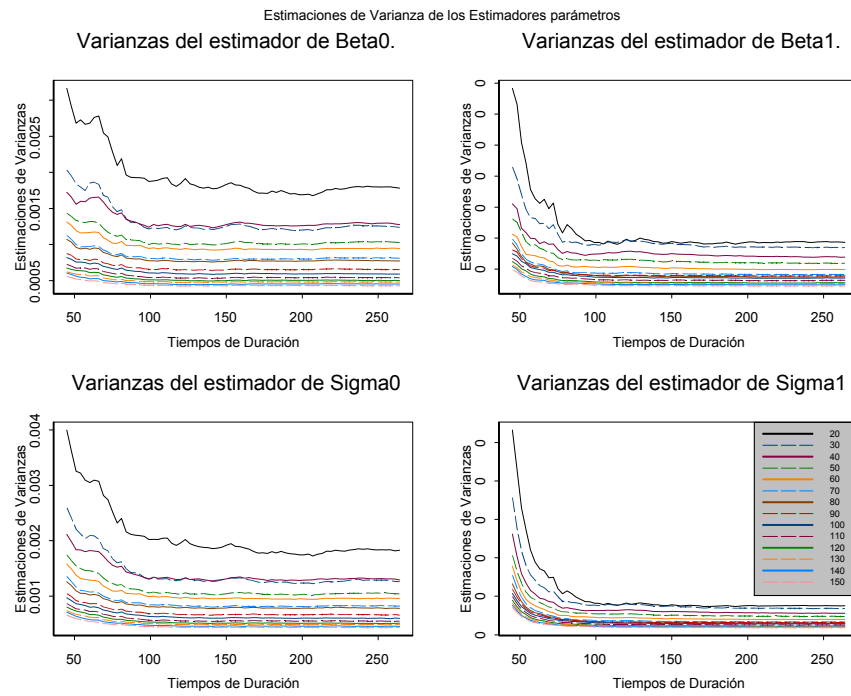 Estimaciones de Varianza de los Estimadores parámetros
Varianzas del estimador de Beta0.
Estimaciones de Varianzas
0.0005
0.0015
0.0025
50 100 150 200 250
Tiempos de Duración
Varianzas del estimador de Beta1.
Estimaciones de Varianzas
0
0
0
0
0
0
0
50 100 150 200 250
Tiempos de Duración
Varianzas del estimador de Sigma0
Estimaciones de Varianzas
0.001
0.002
0.003
0.004
50 100 150 200 250
Tiempos de Duración
Varianzas del estimador de Sigma1
Estimaciones de Varianzas
0
0
0
0
0
0
50 100 150 200 250
Tiempos de Duración
20
30
40
50
60
70
80
90
100
110
120
130
140
150